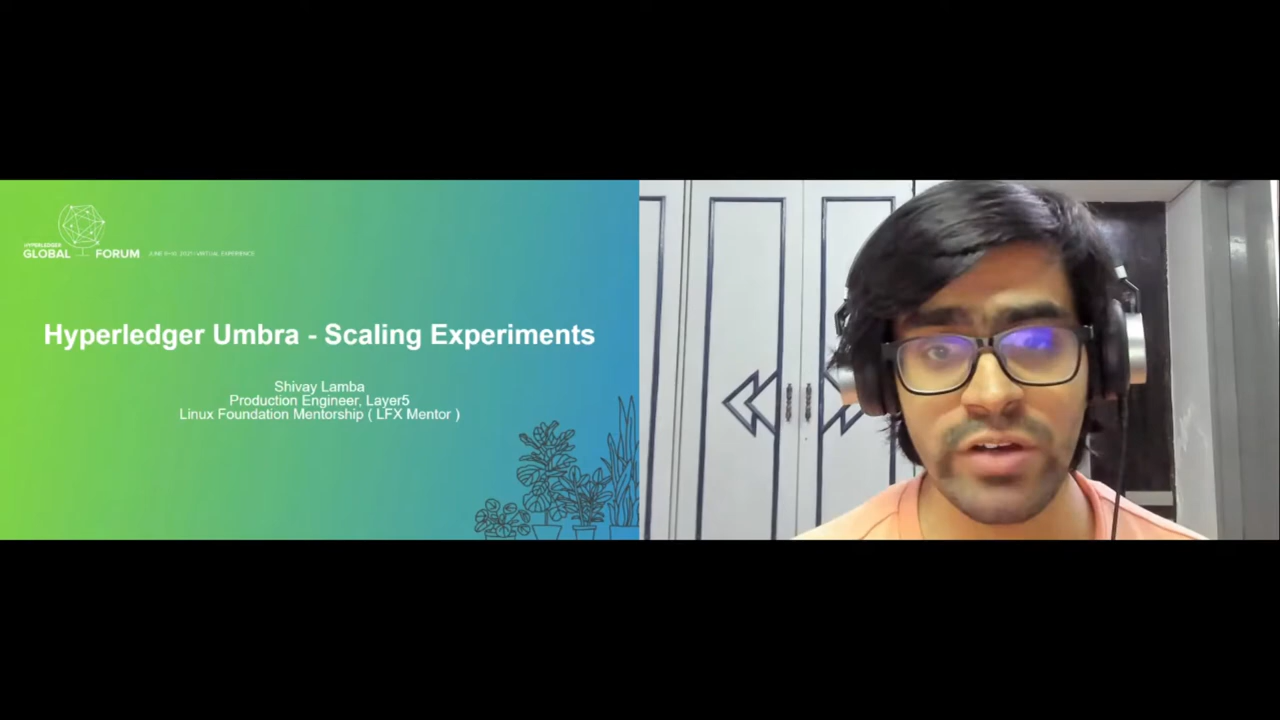 HYPERLEDGER
GLOBAL FORUM
Hyperledger Umbra - Scaling Experiments
Shivay Lamba
Production Engineer, Layer5
Linux Foundation Mentorship ( LFX Mentor )